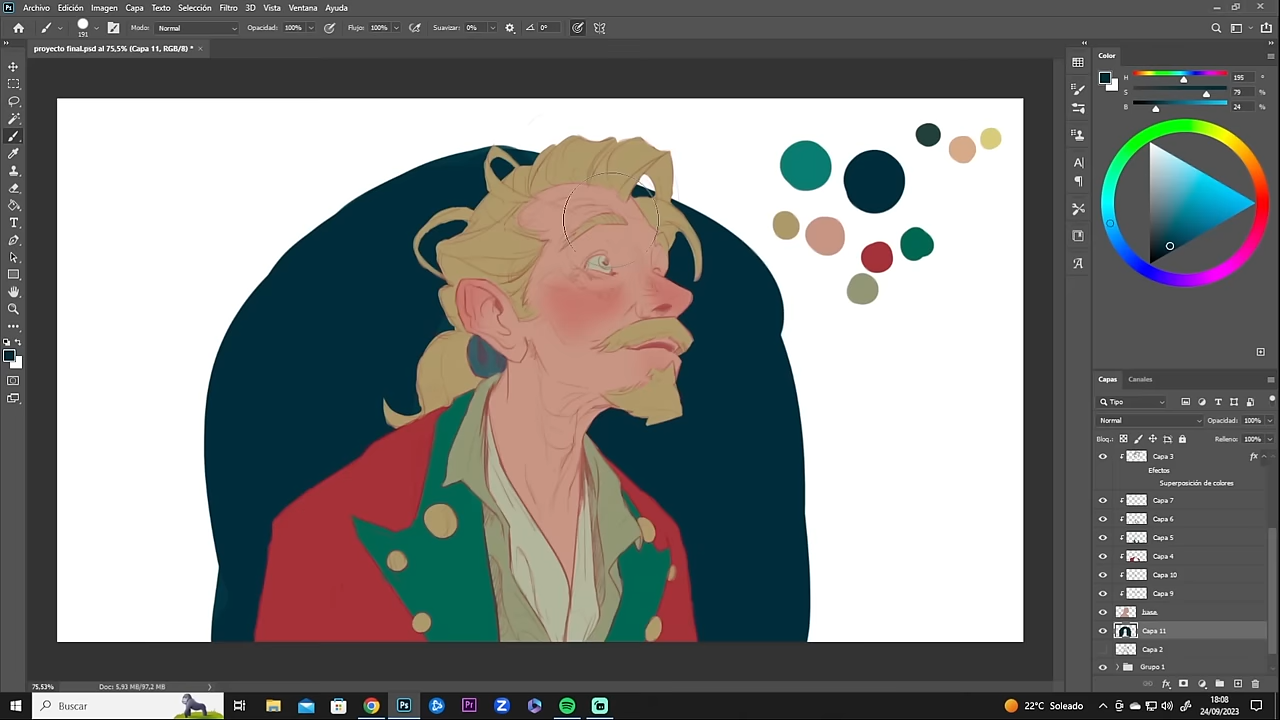 Ps Archivo Edición Imagen Capa Texto Selección Filtro 3D Vista Ventana Ayuda
191 Modo: Normal Opacidad: 100% Flujo: 100% Suavizar: 0% 0°
proyecto final.psd al 75,5% (Capa 11, RGB/8) *
Color
H 195 °
S 79 %
B 24 %
Capas Canales
Tipo
Normal Opacidad: 100%
Bloq.: Relleno: 100%
Capa 3 fx
Efectos
Superposición de colores
Capa 7
Capa 6
Capa 5
Capa 4
Capa 10
Capa 9
base
Capa 11
Capa 2
Grupo 1
75,53% Doc: 5,93 MB/97,2 MB
Buscar
22°C Soleado
18:08
24/09/2023